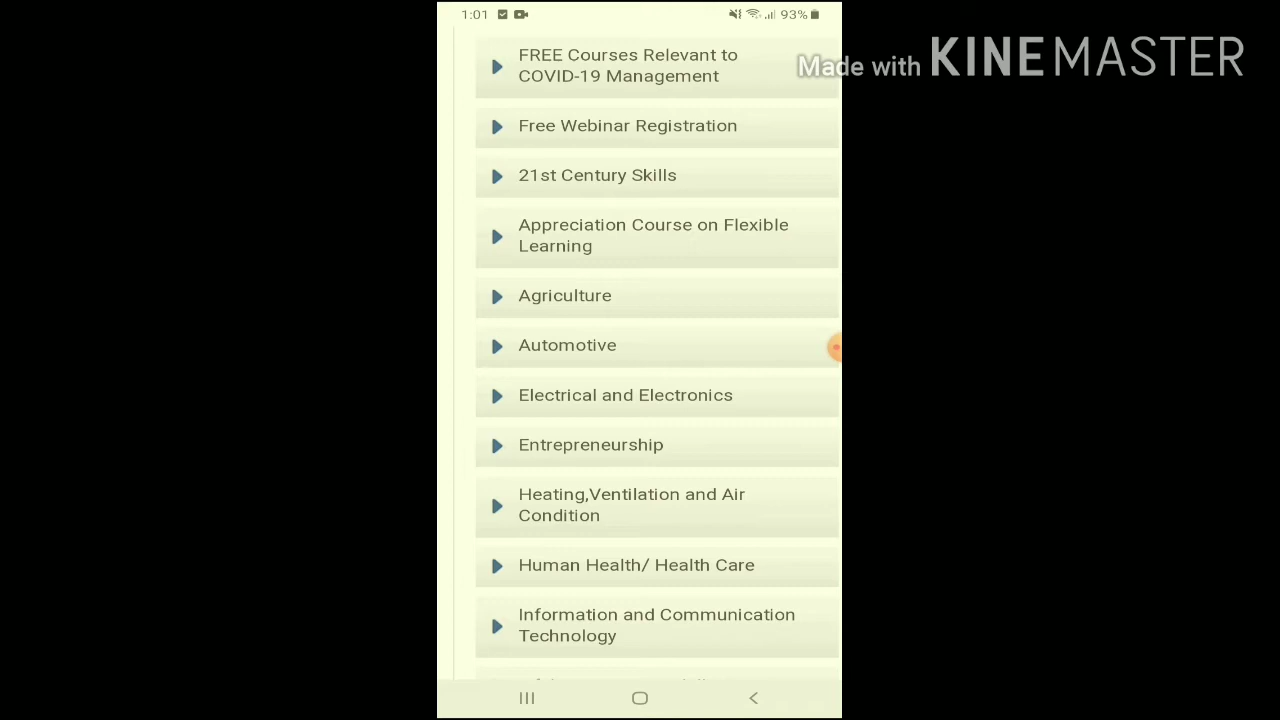 1:01
93%
Made with KINEMASTER
FREE Courses Relevant to
COVID-19 Management
Free Webinar Registration
21st Century Skills
Appreciation Course on Flexible
Learning
Agriculture
Automotive
Electrical and Electronics
Entrepreneurship
Heating,Ventilation and Air
Condition
Human Health/ Health Care
Information and Communication
Technology